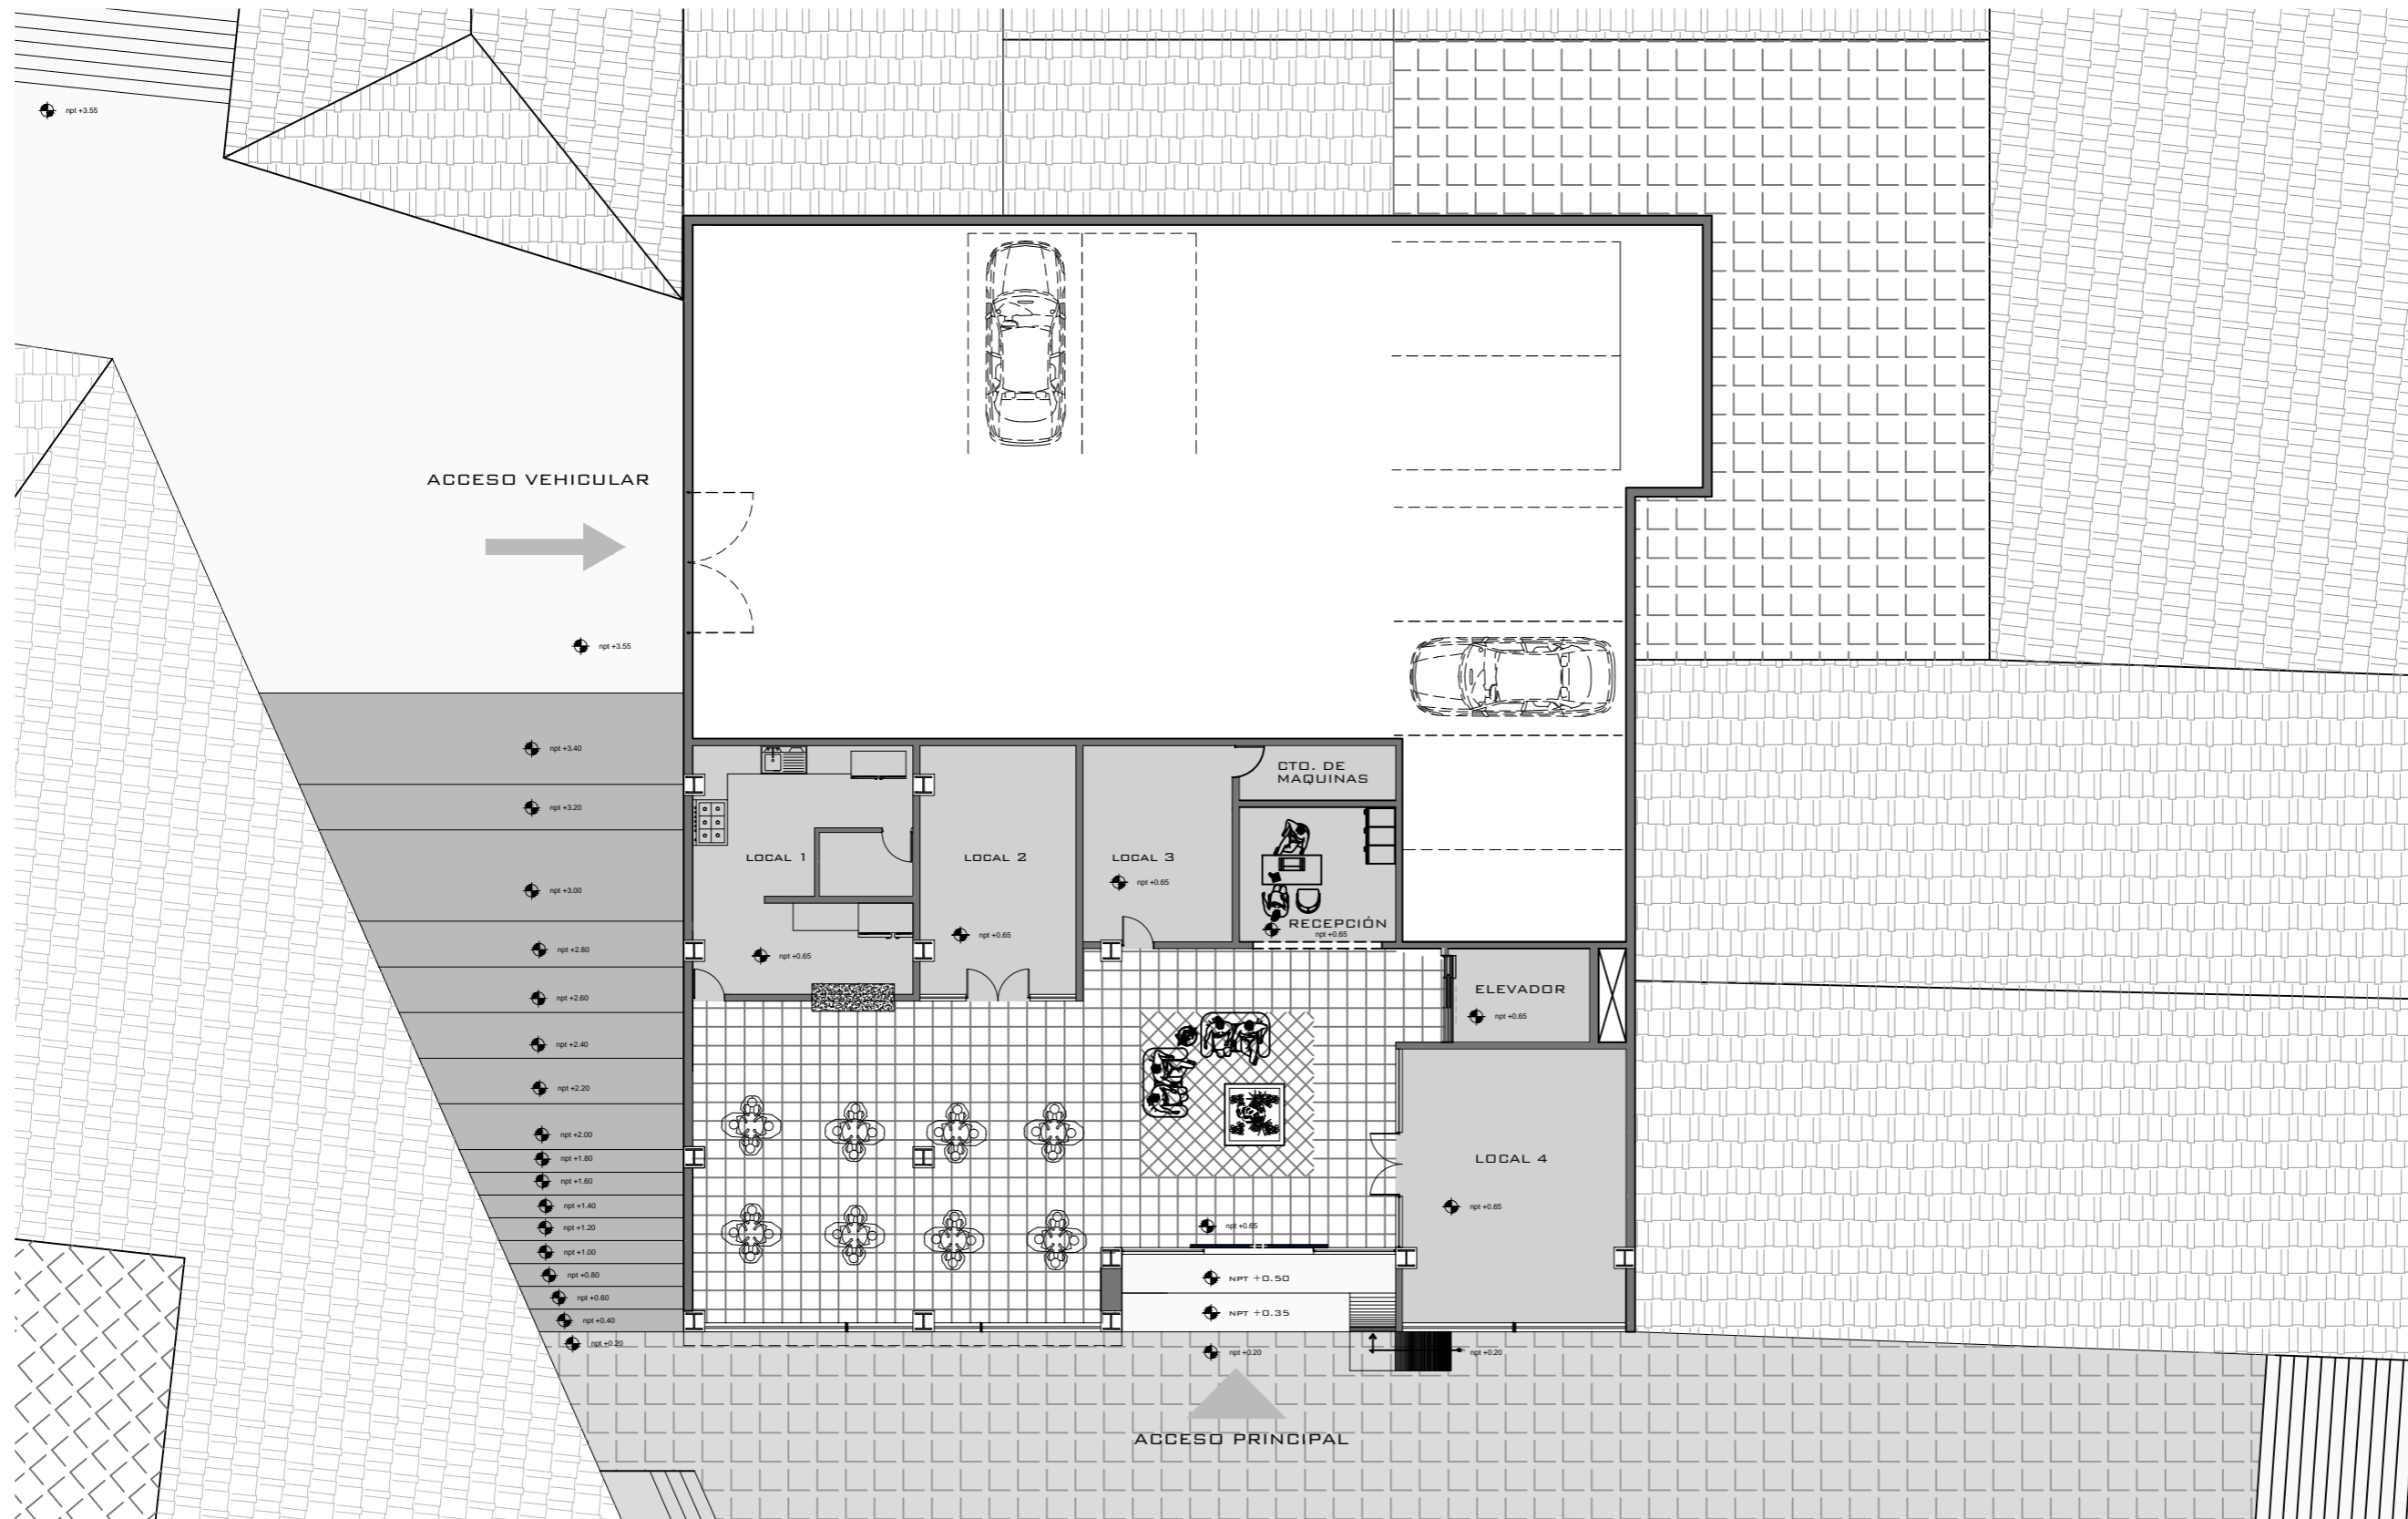 npt +3.55
ACCESO VEHICULAR
npt +3.55
npt +3.40
npt +3.20
npt +3.00
npt +2.80
npt +2.60
npt +2.40
npt +2.20
npt +2.00
npt +1.80
npt +1.60
npt +1.40
npt +1.20
npt +1.00
npt +0.80
npt +0.60
npt +0.40
npt +0.20
LOCAL 1
npt +0.65
LOCAL 2
npt +0.65
LOCAL 3
npt +0.65
CTO. DE
MAQUINAS
RECEPCIÓN
npt +0.65
ELEVADOR
npt +0.65
LOCAL 4
npt +0.65
npt +0.65
NPT +0.50
NPT +0.35
npt +0.20
npt +0.20
ACCESO PRINCIPAL